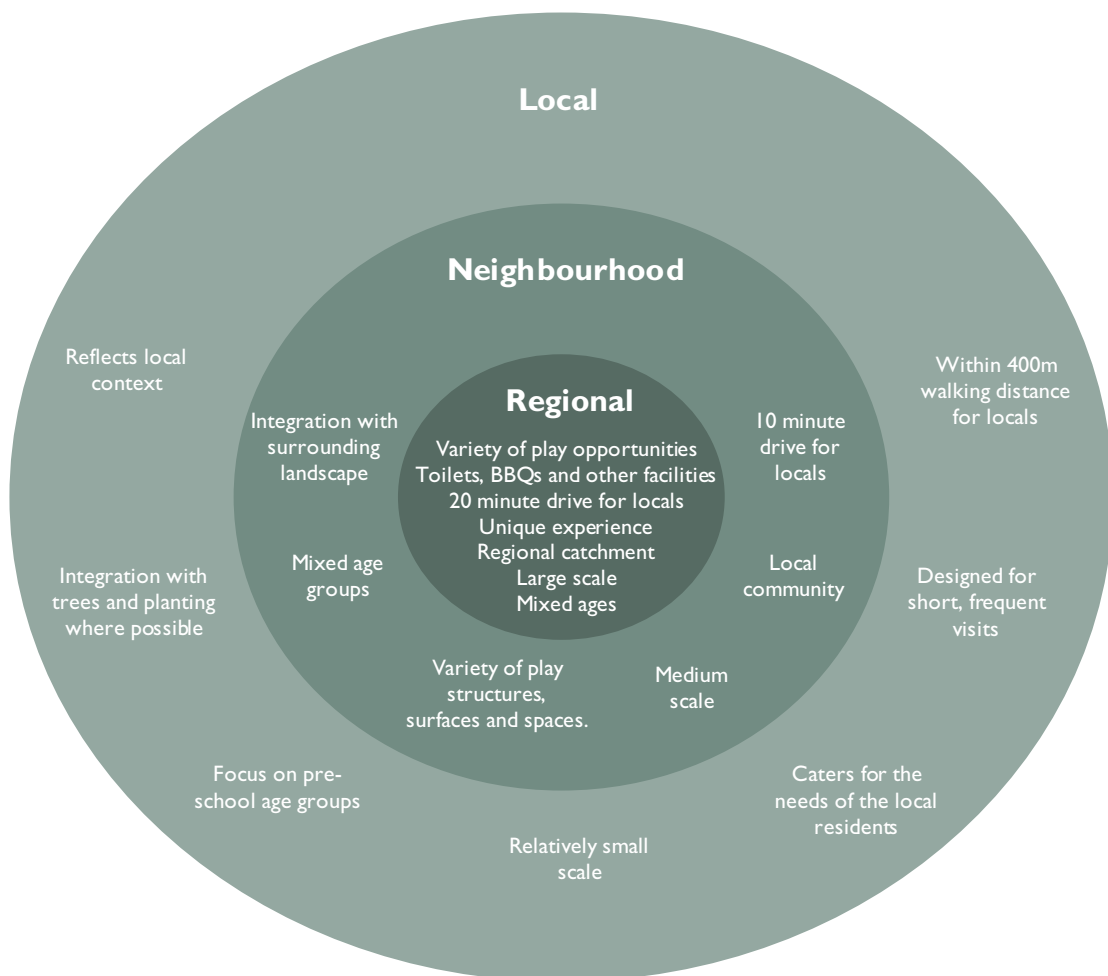 Local
Neighbourhood
Regional
Variety of play opportunities
Toilets, BBQs and other facilities
20 minute drive for locals
Unique experience
Regional catchment
Large scale
Mixed ages
Integration with
surrounding
landscape
10 minute
drive for
locals
Mixed age
groups
Local
community
Variety of play
structures,
surfaces and spaces.
Medium
scale
Reflects local
context
Within 400m
walking distance
for locals
Integration with
trees and planting
where possible
Designed for
short, frequent
visits
Focus on pre-
school age groups
Relatively small
scale
Caters for the
needs of the local
residents